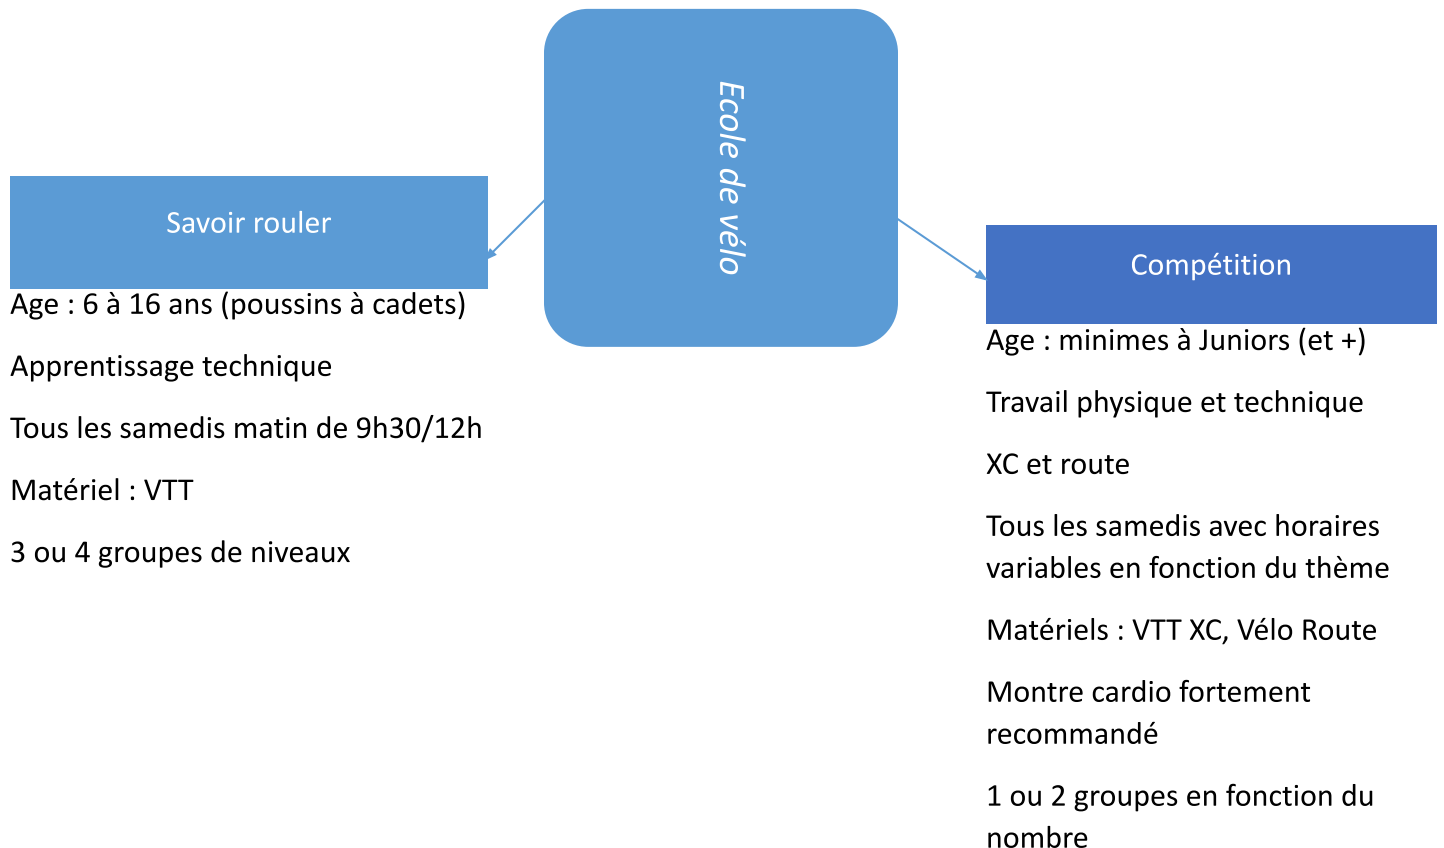 Ecole de vélo
Savoir rouler
Age : 6 à 16 ans (poussins à cadets)
Apprentissage technique
Tous les samedis matin de 9h30/12h
Matériel : VTT
3 ou 4 groupes de niveaux
Compétition
Age : minimes à Juniors (et +)
Travail physique et technique
XC et route
Tous les samedis avec horaires
variables en fonction du thème
Matériels : VTT XC, Vélo Route
Montre cardio fortement
recommandé
1 ou 2 groupes en fonction du
nombre